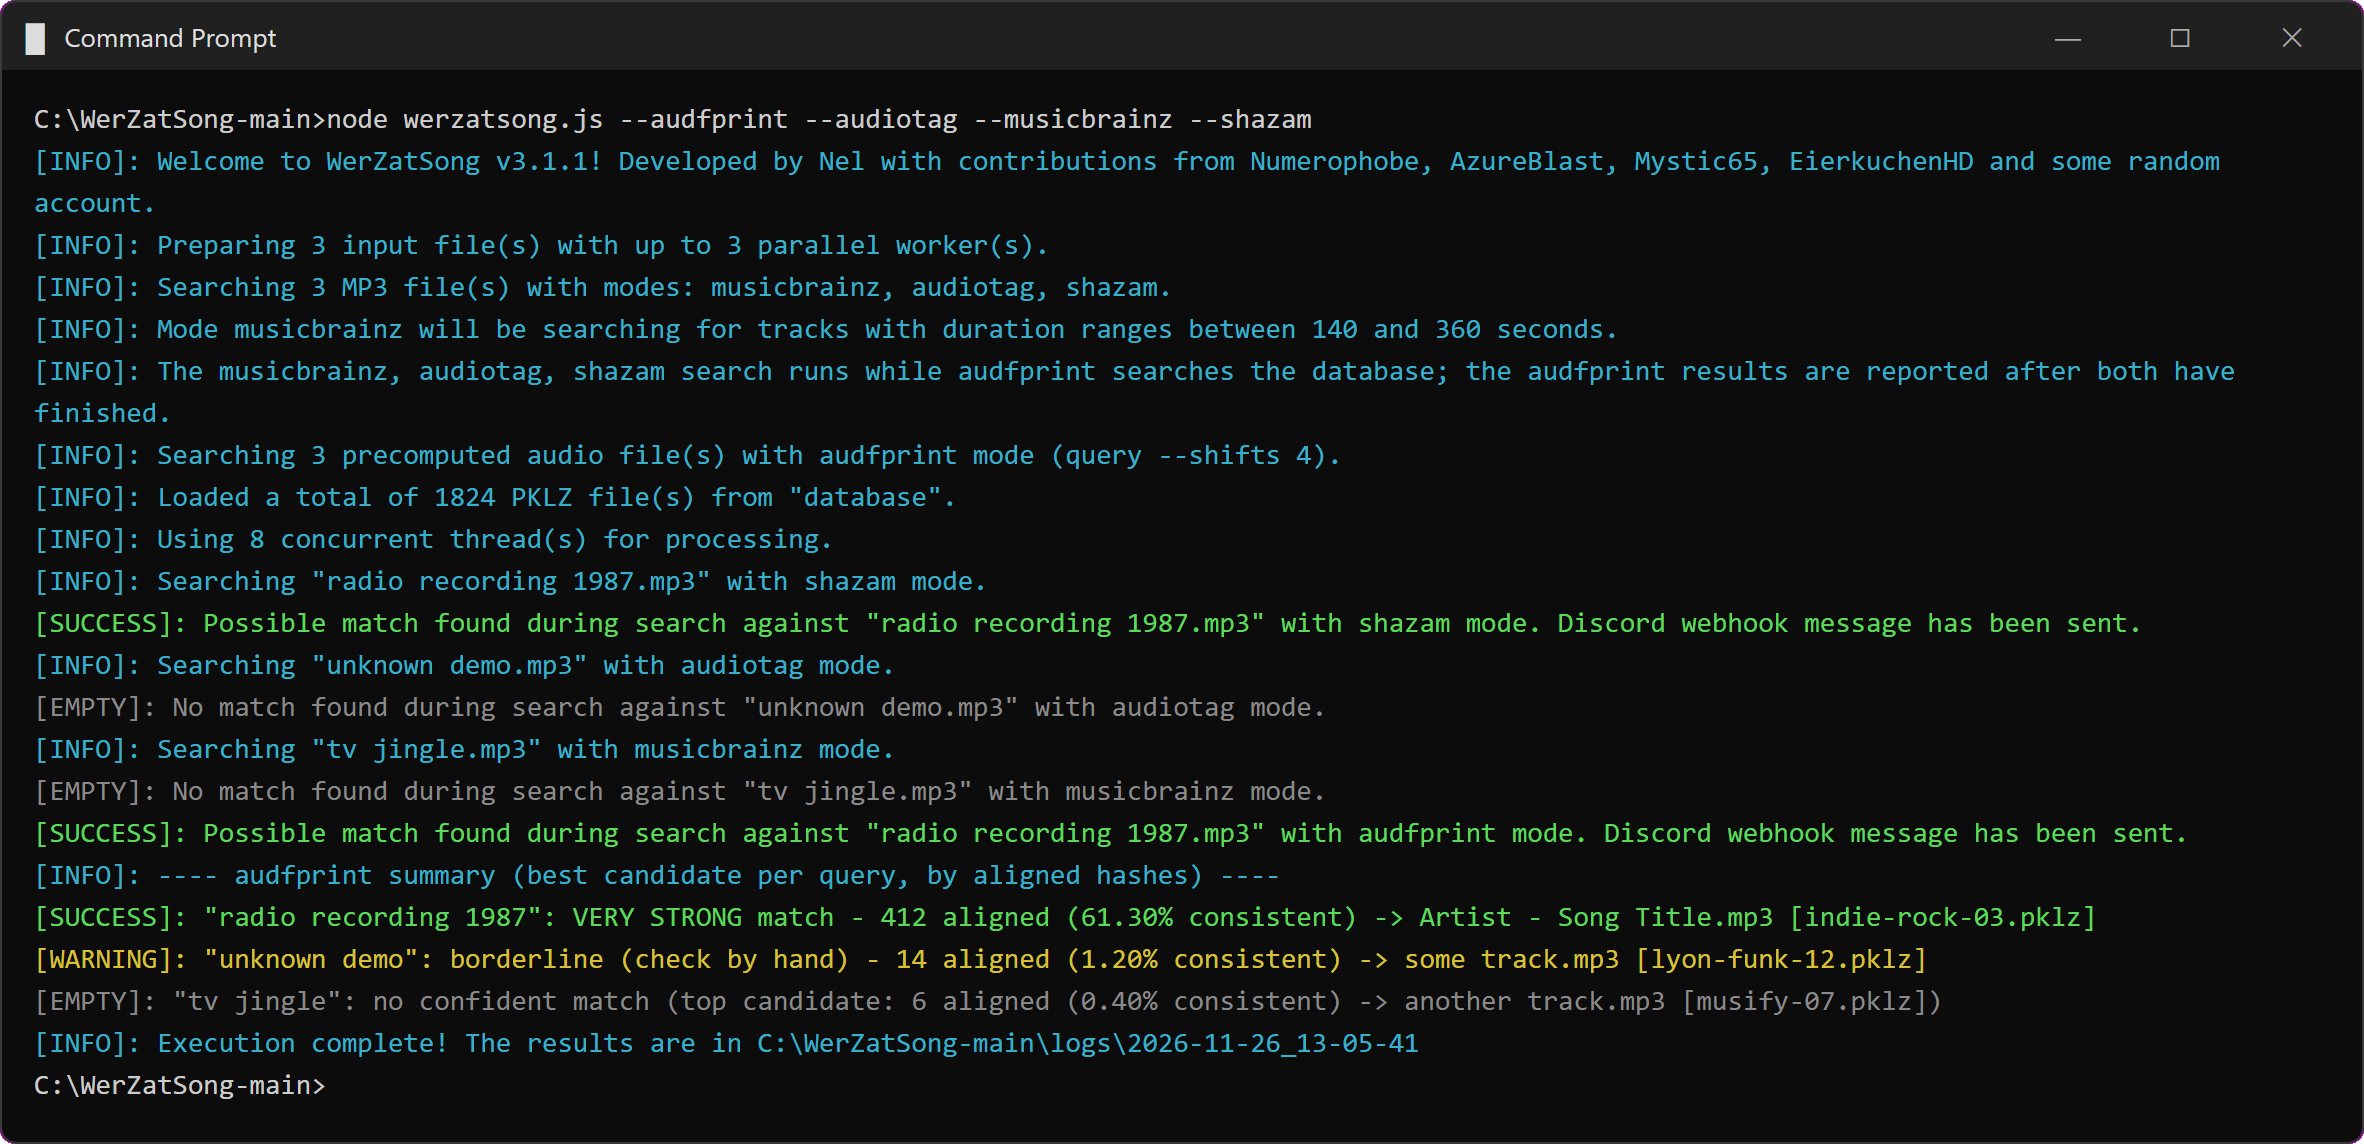 Command Prompt
C:\WerZatSong-main>node werzatsong.js --audfprint --audiotag --musicbrainz --shazam
[INFO]: Welcome to WerZatSong v3.1.1! Developed by Nel with contributions from Numerophobe, AzureBlast, Mystic65, EierkuchenHD and some random
account.
[INFO]: Preparing 3 input file(s) with up to 3 parallel worker(s).
[INFO]: Searching 3 MP3 file(s) with modes: musicbrainz, audiotag, shazam.
[INFO]: Mode musicbrainz will be searching for tracks with duration ranges between 140 and 360 seconds.
[INFO]: The musicbrainz, audiotag, shazam search runs while audfprint searches the database; the audfprint results are reported after both have
finished.
[INFO]: Searching 3 precomputed audio file(s) with audfprint mode (query --shifts 4).
[INFO]: Loaded a total of 1824 PKLZ file(s) from "database".
[INFO]: Using 8 concurrent thread(s) for processing.
[INFO]: Searching "radio recording 1987.mp3" with shazam mode.
[SUCCESS]: Possible match found during search against "radio recording 1987.mp3" with shazam mode. Discord webhook message has been sent.
[INFO]: Searching "unknown demo.mp3" with audiotag mode.
[EMPTY]: No match found during search against "unknown demo.mp3" with audiotag mode.
[INFO]: Searching "tv jingle.mp3" with musicbrainz mode.
[EMPTY]: No match found during search against "tv jingle.mp3" with musicbrainz mode.
[SUCCESS]: Possible match found during search against "radio recording 1987.mp3" with audfprint mode. Discord webhook message has been sent.
[INFO]: ---- audfprint summary (best candidate per query, by aligned hashes) ----
[SUCCESS]: "radio recording 1987": VERY STRONG match - 412 aligned (61.30% consistent) -> Artist - Song Title.mp3 [indie-rock-03.pklz]
[WARNING]: "unknown demo": borderline (check by hand) - 14 aligned (1.20% consistent) -> some track.mp3 [lyon-funk-12.pklz]
[EMPTY]: "tv jingle": no confident match (top candidate: 6 aligned (0.40% consistent) -> another track.mp3 [musify-07.pklz])
[INFO]: Execution complete! The results are in C:\WerZatSong-main\logs\2026-11-26_13-05-41
C:\WerZatSong-main>